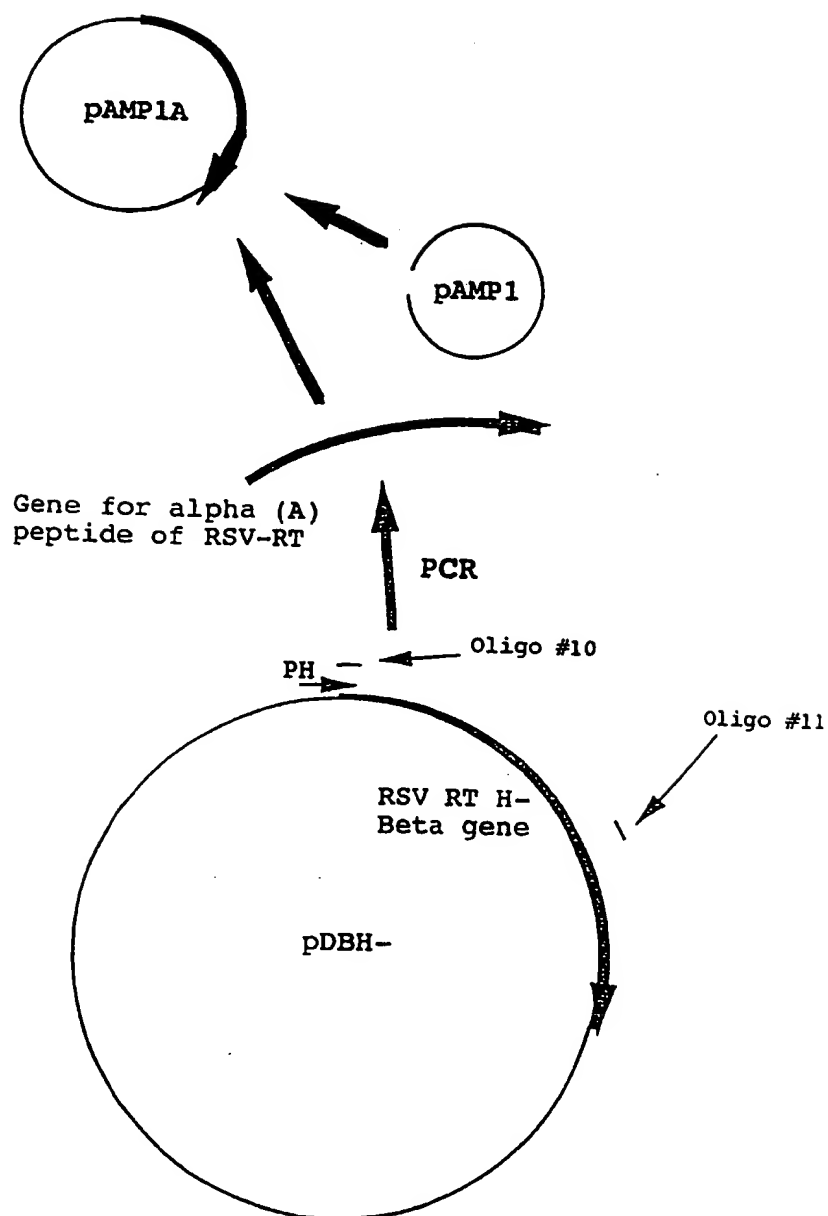 pAMP1A
pAMP1
Gene for alpha (A)
peptide of RSV-RT
PCR
Oligo #10
PH
Oligo #11
RSV RT H-
Beta gene
pDBH-